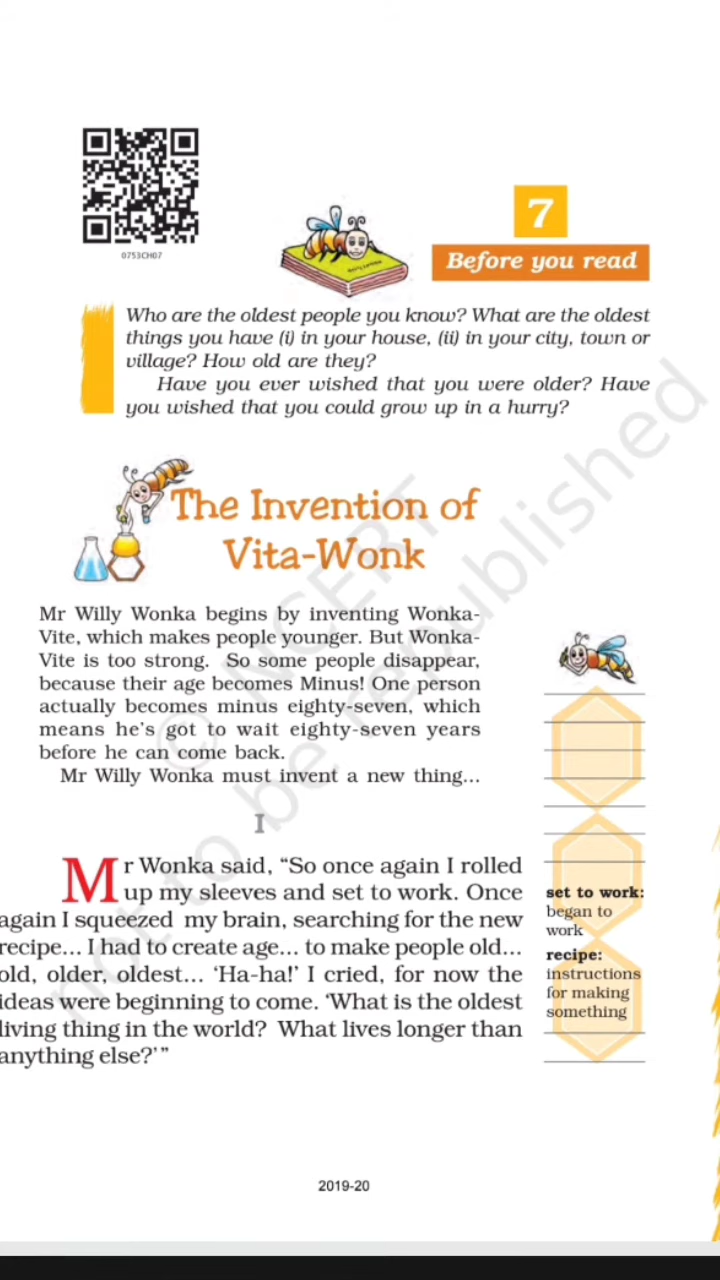 0753CH07
7
Before you read
Who are the oldest people you know? What are the oldest
things you have (i) in your house, (ii) in your city, town or
village? How old are they?
Have you ever wished that you were older? Have
you wished that you could grow up in a hurry?
The Invention of
Vita-Wonk
Mr Willy Wonka begins by inventing Wonka-
Vite, which makes people younger. But Wonka-
Vite is too strong. So some people disappear,
because their age becomes Minus! One person
actually becomes minus eighty-seven, which
means he's got to wait eighty-seven years
before he can come back.
Mr Willy Wonka must invent a new thing...
I
Mr Wonka said, “So once again I rolled
up my sleeves and set to work. Once
again I squeezed my brain, searching for the new
recipe... I had to create age... to make people old...
old, older, oldest... ‘Ha-ha!’ I cried, for now the
ideas were beginning to come. ‘What is the oldest
living thing in the world? What lives longer than
anything else?’”
set to work:
began to
work
recipe:
instructions
for making
something
© NCERT
not to be republished
2019-20